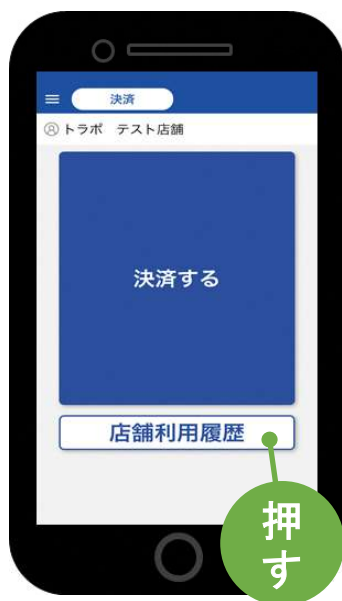 決済
トラポ　テスト店舗
決済する
店舗利用履歴
押
す